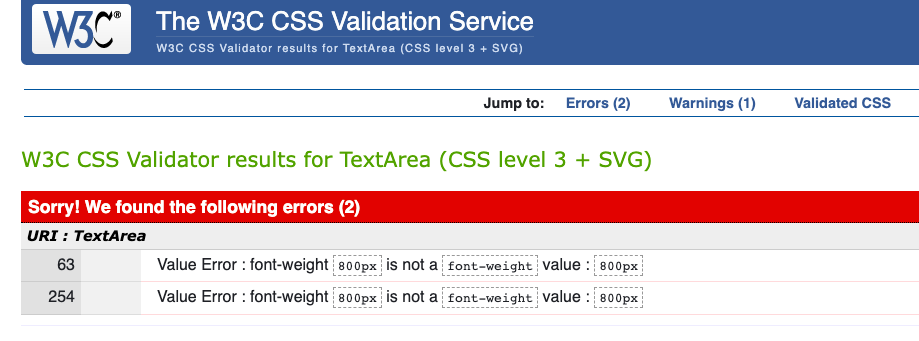 W3C® The W3C CSS Validation Service
W3C CSS Validator results for TextArea (CSS level 3 + SVG)
Jump to: Errors (2) Warnings (1) Validated CSS
W3C CSS Validator results for TextArea (CSS level 3 + SVG)
Sorry! We found the following errors (2)
URI : TextArea
63 Value Error : font-weight 800px is not a font-weight value : 800px
254 Value Error : font-weight 800px is not a font-weight value : 800px